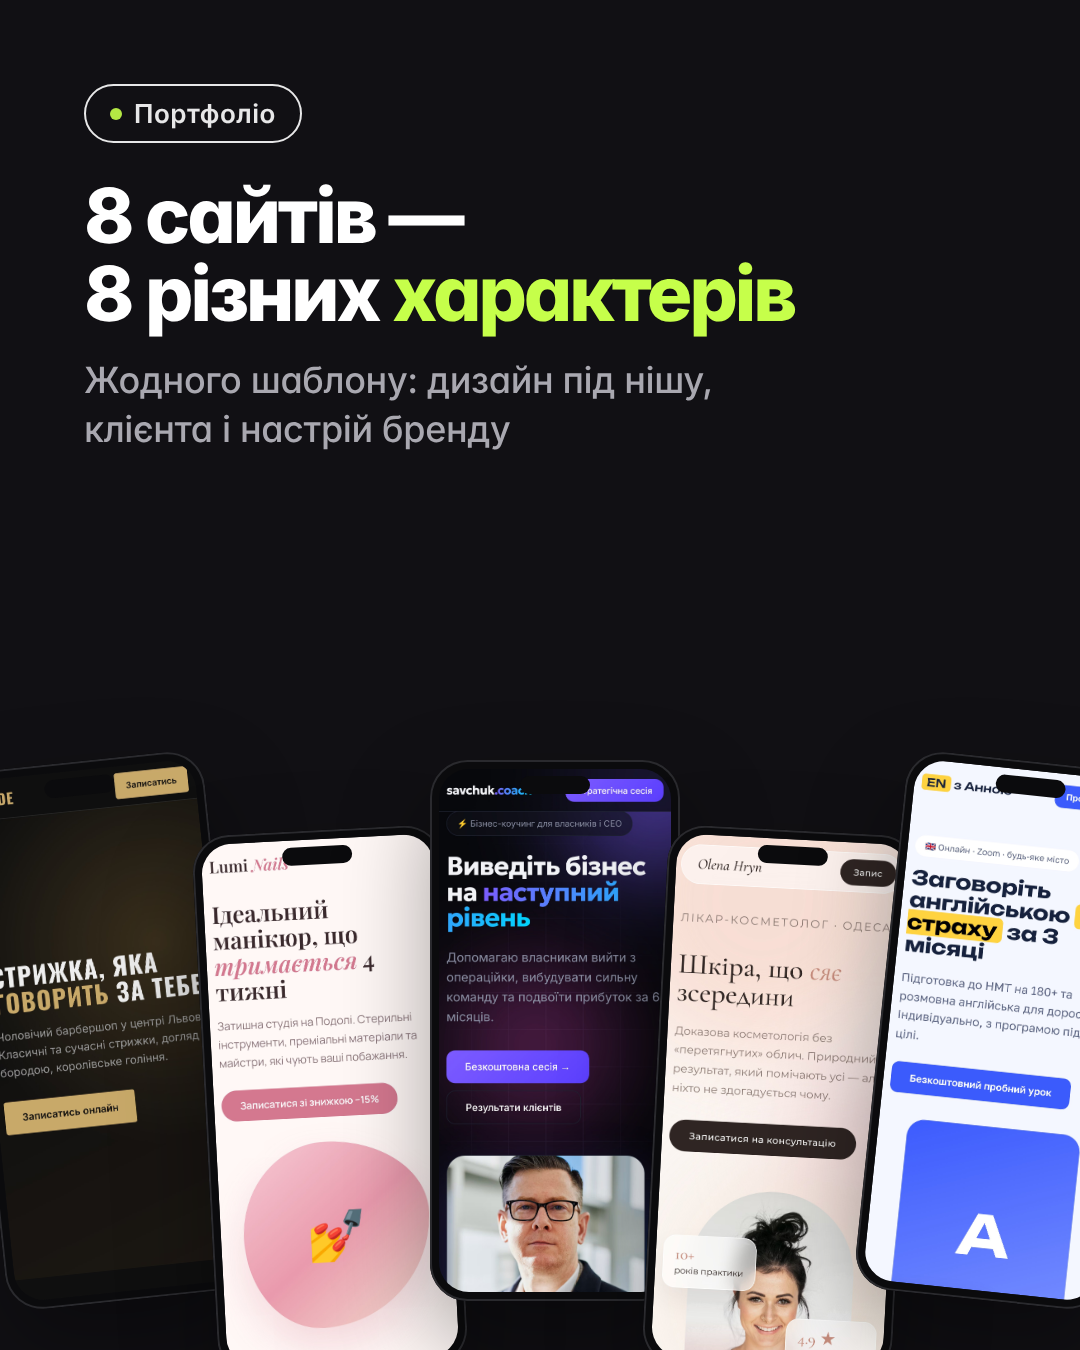 Портфоліо
8 сайтів —
8 різних характерів
Жодного шаблону: дизайн під нішу,
клієнта і настрій бренду
Записатись
СТРИЖКА, ЯКА
ГОВОРИТЬ ЗА ТЕБЕ
Чоловічий барбершоп у центрі Львов
Класичні та сучасні стрижки, догляд
бородою, королівське гоління.
Записатись онлайн
Lumi Nails
Ідеальний
манікюр, що
тримається 4
тижні
Затишна студія на Подолі. Стерильні
інструменти, преміальні матеріали та
майстри, які чують ваші побажання.
Записатися зі знижкою −15%
savchuk.coac
ратегічна сесія
⚡ Бізнес-коучинг для власників і CEO
Виведіть бізнес
на наступний
рівень
Допомагаю власникам вийти з
операційки, вибудувати сильну
команду та подвоїти прибуток за 6
місяців.
Безкоштовна сесія →
Результати клієнтів
Olena Hryn
Запис
ЛІКАР-КОСМЕТОЛОГ · ОДЕСА
Шкіра, що сяє
зсередини
Доказова косметологія без
«перетягнутих» облич. Природний
результат, який помічають усі — ал
ніхто не здогадується чому.
Записатися на консультацію
10+
років практики
4.9 ★
EN з Анною
Про
🇬🇧 Онлайн · Zoom · будь-яке місто
Заговоріть
англійською
страху за 3
місяці
Підготовка до НМТ на 180+ та
розмовна англійська для дорос
Індивідуально, з програмою під
цілі.
Безкоштовний пробний урок
A